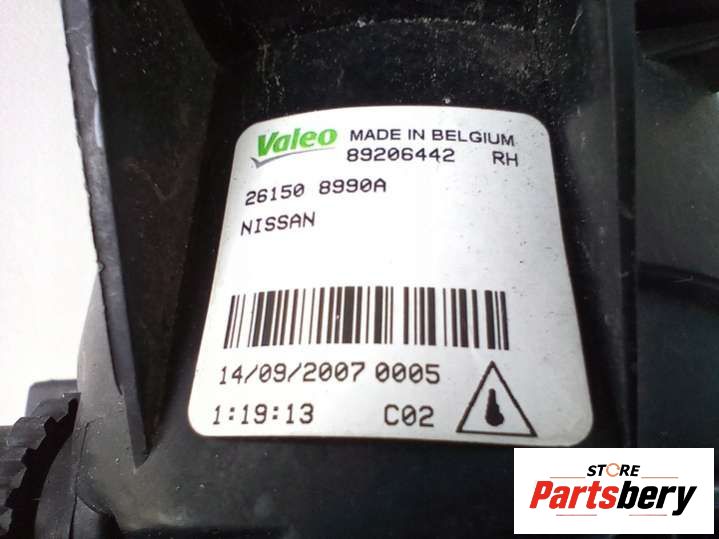 Valeo MADE IN BELGIUM
89206442 RH
26150 8990A
NISSAN
14/09/2007 0005
1:19:13 C02
STORE
Partsbery